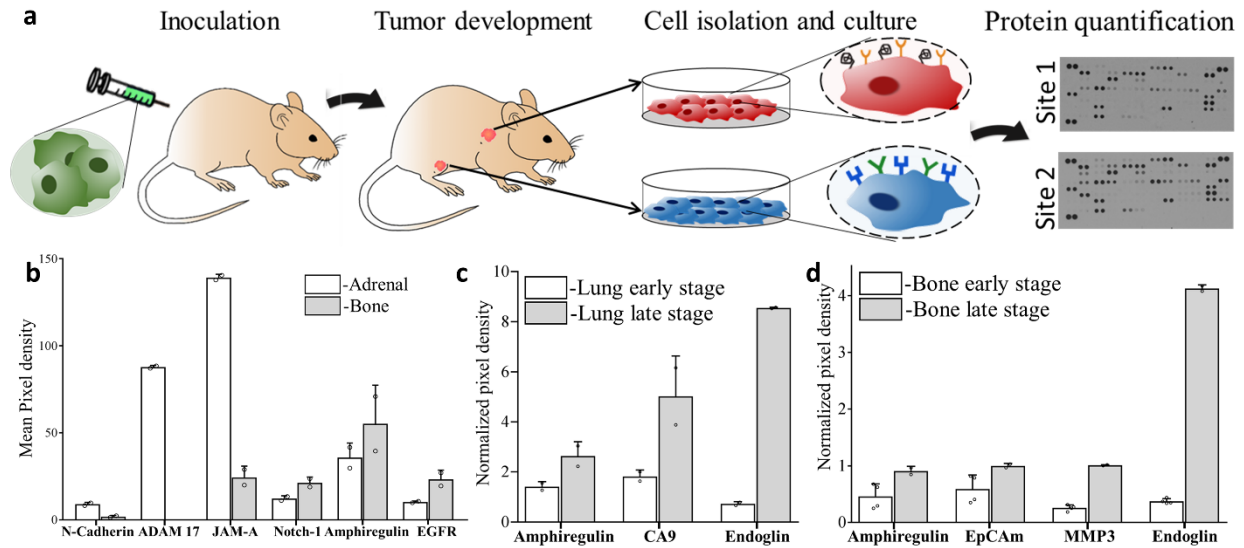 a
Inoculation
Tumor development
Cell isolation and culture
Protein quantification
Site 1
Site 2
b
Mean Pixel density
150
100
50
0
-Adrenal
-Bone
N-Cadherin ADAM 17 JAM-A Notch-1 Amphiregulin EGFR
c
Normalized pixel density
10
8
6
4
2
0
-Lung early stage
-Lung late stage
Amphiregulin CA9 Endoglin
d
Normalized pixel density
4
2
1
0
-Bone early stage
-Bone late stage
Amphiregulin EpCAm MMP3 Endoglin